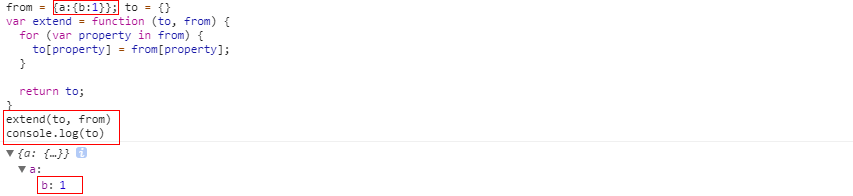 from = {a:{b:1}}; to = {}
var extend = function (to, from) {
  for (var property in from) {
    to[property] = from[property];
  }

  return to;
}
extend(to, from)
console.log(to)
▼{a: {…}} i
▼a:
b: 1